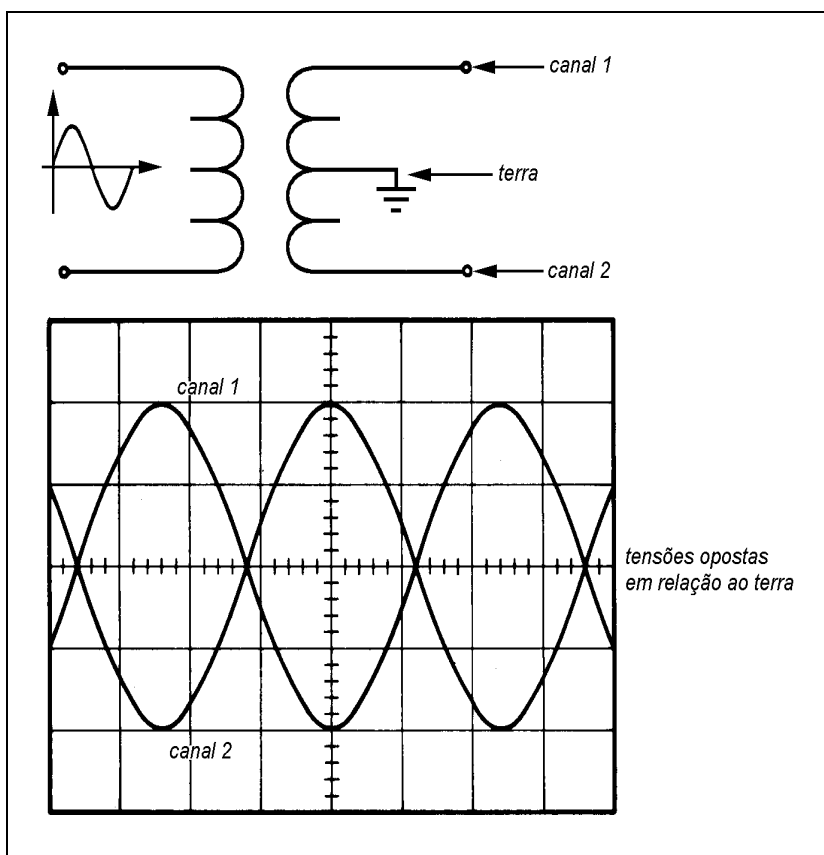 canal 1
terra
canal 2
canal 1
tensões opostas
em relação ao terra
canal 2